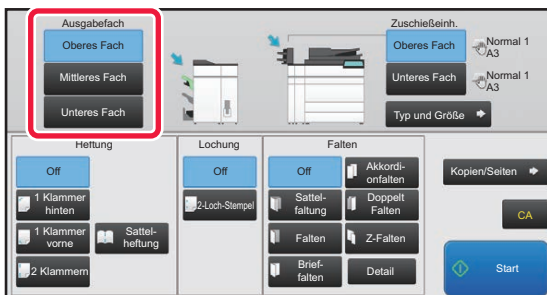 Ausgabefach
Oberes Fach
Mittleres Fach
Unteres Fach
Zuschießeinh.
Oberes Fach
Normal 1
A3
Unteres Fach
Normal 1
A3
Typ und Größe
Heftung
Off
1 Klammer
hinten
1 Klammer
vorne
Sattel-
heftung
2 Klammern
Lochung
Off
2-Loch-Stempel
Falten
Off
Akkordi-
onfalten
Sattel-
faltung
Doppelt
Falten
Falten
Z-Falten
Brief-
falten
Detail
Kopien/Seiten
CA
Start